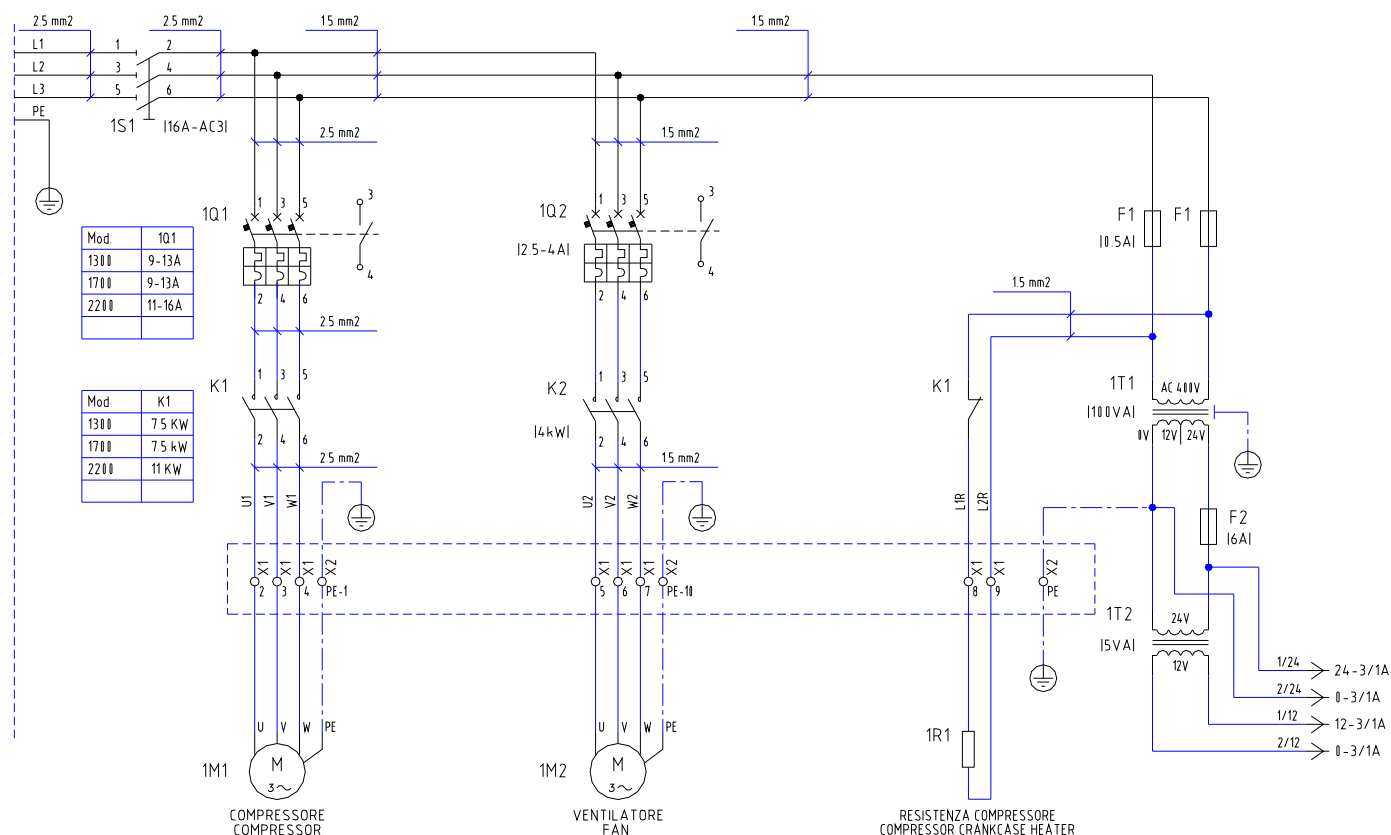 2.5 mm2
2.5 mm2
1.5 mm2
1.5 mm2
L1 1 2
L2 3 4
L3 5 6
PE
1S1 |16A-AC3|
2.5 mm2
1.5 mm2
1 3 5 3
1Q1
2 4 6 4
1 3 5 3
1Q2
|2.5-4A|
2 4 6 4
F1 F1
|0.5A|
Mod. 1Q1
1300 9-13A
1700 9-13A
2200 11-16A
2.5 mm2
1.5 mm2
K1 1 3 5
2 4 6
K2 1 3 5
|4kW|
2 4 6
K1
1T1 AC 400V
|100VA|
0V 12V 24V
Mod. K1
1300 7.5 KW
1700 7.5 kW
2200 11 KW
2.5 mm2
1.5 mm2
U1 V1 W1
U2 V2 W2
L1R L2R
F2
|6A|
X1 X1 X1 X2
2 3 4 PE-1
X1 X1 X1 X2
5 6 7 PE-10
X1 X1 X2
8 9 PE
1T2 24V
|5VA|
12V
1/24 24-3/1A
2/24 0-3/1A
1/12 12-3/1A
2/12 0-3/1A
U V W PE
1M1 M
3~
U V W PE
1M2 M
3~
1R1
COMPRESSORE
COMPRESSOR
VENTILATORE
FAN
RESISTENZA COMPRESSORE
COMPRESSOR CRANKCASE HEATER